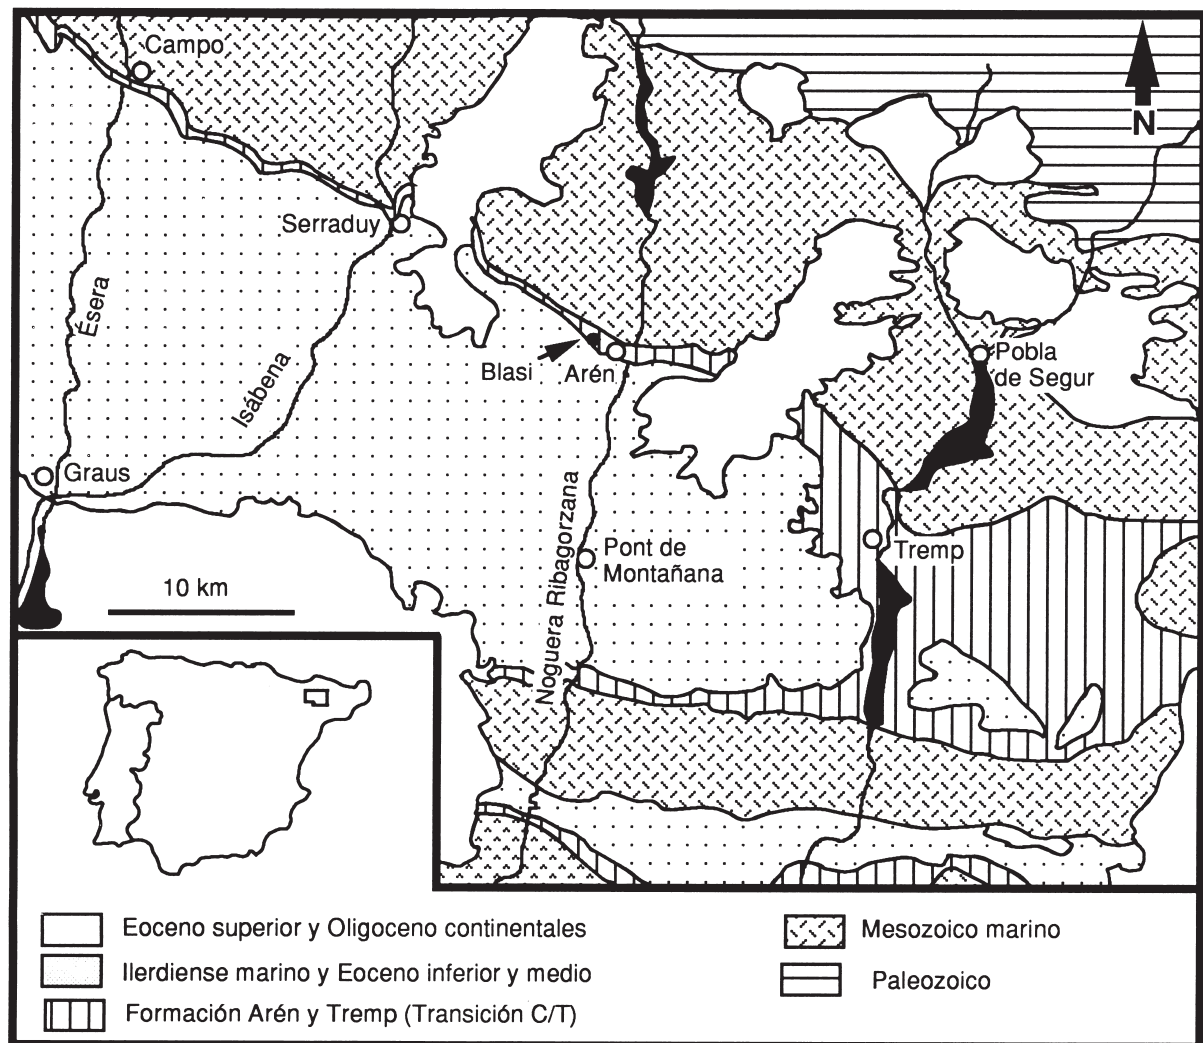 Campo
N
Serraduy
Ésera
Isábena
Blasi
Arén
Pobla
de Segur
Graus
Noguera Ribagorzana
Pont de
Montañana
Tremp
10 km
Eoceno superior y Oligoceno continentales
Ilerdiense marino y Eoceno inferior y medio
Formación Arén y Tremp (Transición C/T)
Mesozoico marino
Paleozoico